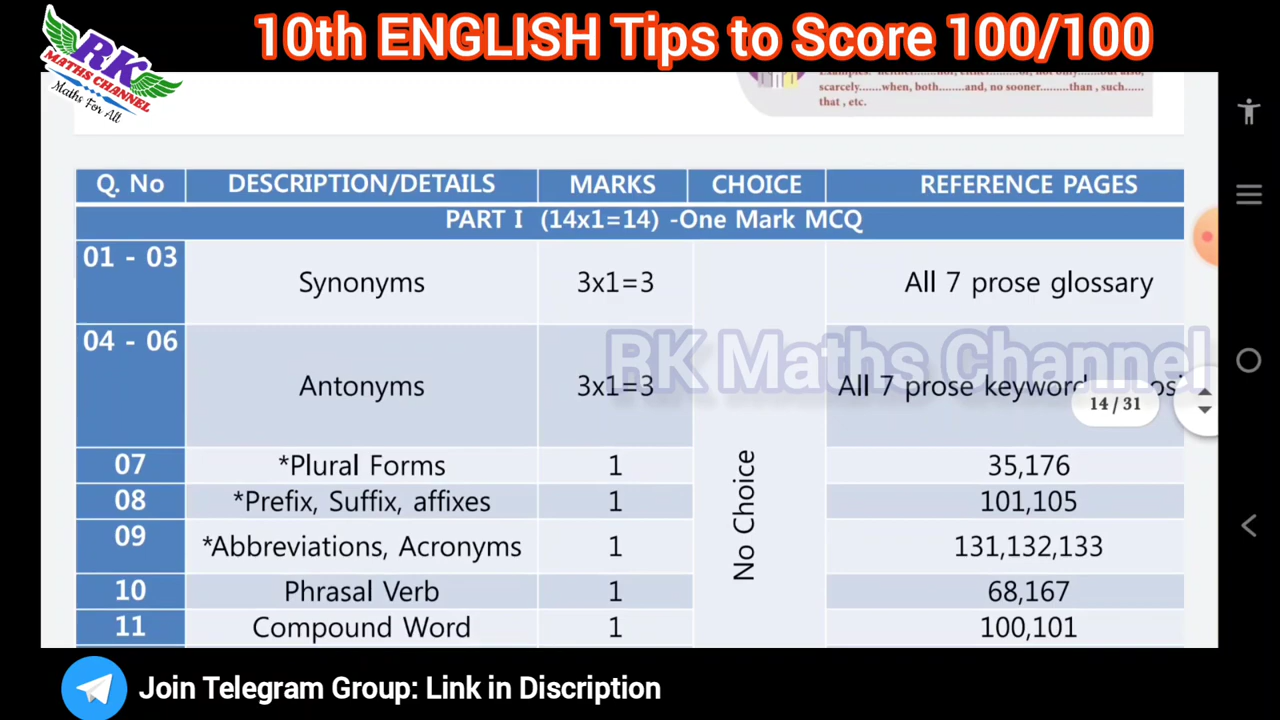 10th ENGLISH Tips to Score 100/100
RK
MATHS CHANNEL
Maths For All
scarcely.......when, both........and, no sooner.........than , such......
that , etc.
Q. No DESCRIPTION/DETAILS MARKS CHOICE REFERENCE PAGES
PART I (14x1=14) -One Mark MCQ
01 - 03 Synonyms 3x1=3 All 7 prose glossary
04 - 06 Antonyms 3x1=3 All 7 prose
RK Maths Channel
14 / 31
No Choice
07 *Plural Forms 1 35,176
08 *Prefix, Suffix, affixes 1 101,105
09 *Abbreviations, Acronyms 1 131,132,133
10 Phrasal Verb 1 68,167
11 Compound Word 1 100,101
Join Telegram Group: Link in Discription